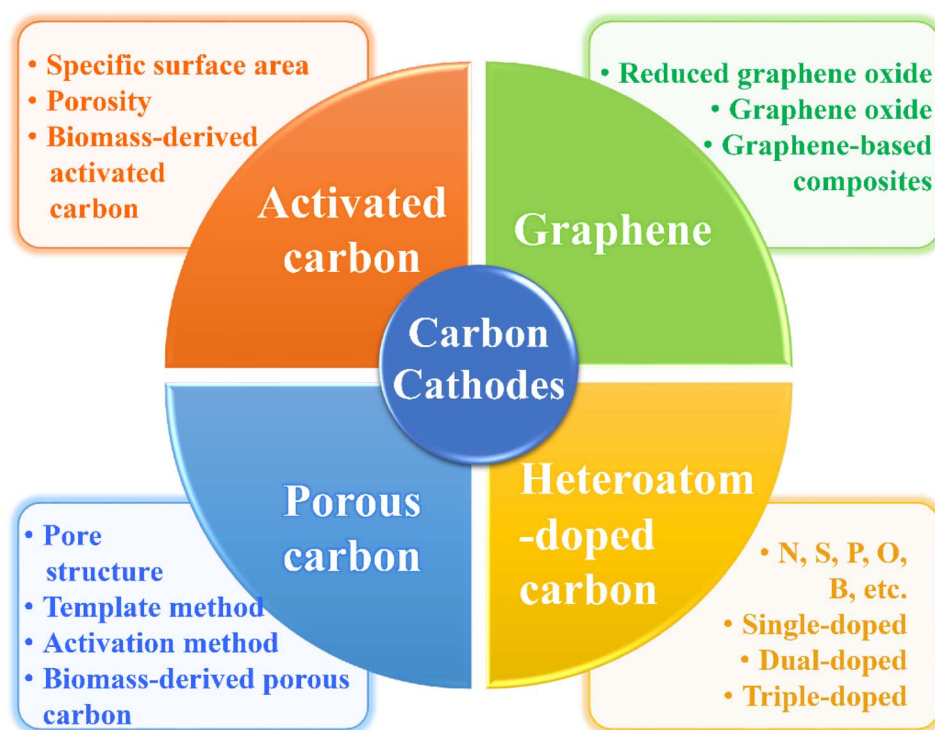 • Specific surface area
• Porosity
• Biomass-derived
activated
carbon
• Reduced graphene oxide
• Graphene oxide
• Graphene-based
composites
Activated
carbon
Graphene
Carbon
Cathodes
Porous
carbon
Heteroatom
-doped
carbon
• Pore
structure
• Template method
• Activation method
• Biomass-derived porous
carbon
• N, S, P, O,
B, etc.
• Single-doped
• Dual-doped
• Triple-doped